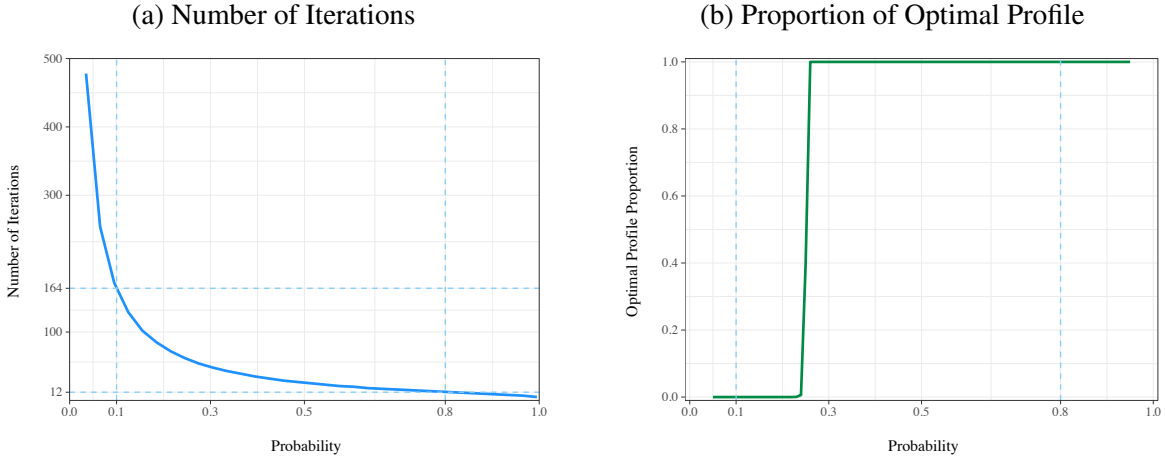 (a) Number of Iterations
500
400
300
164
100
12
0.0 0.1 0.3 0.5 0.8 1.0
Number of Iterations
Probability
(b) Proportion of Optimal Profile
1.0
0.8
0.6
0.4
0.2
0.0
0.0 0.1 0.3 0.5 0.8 1.0
Optimal Profile Proportion
Probability